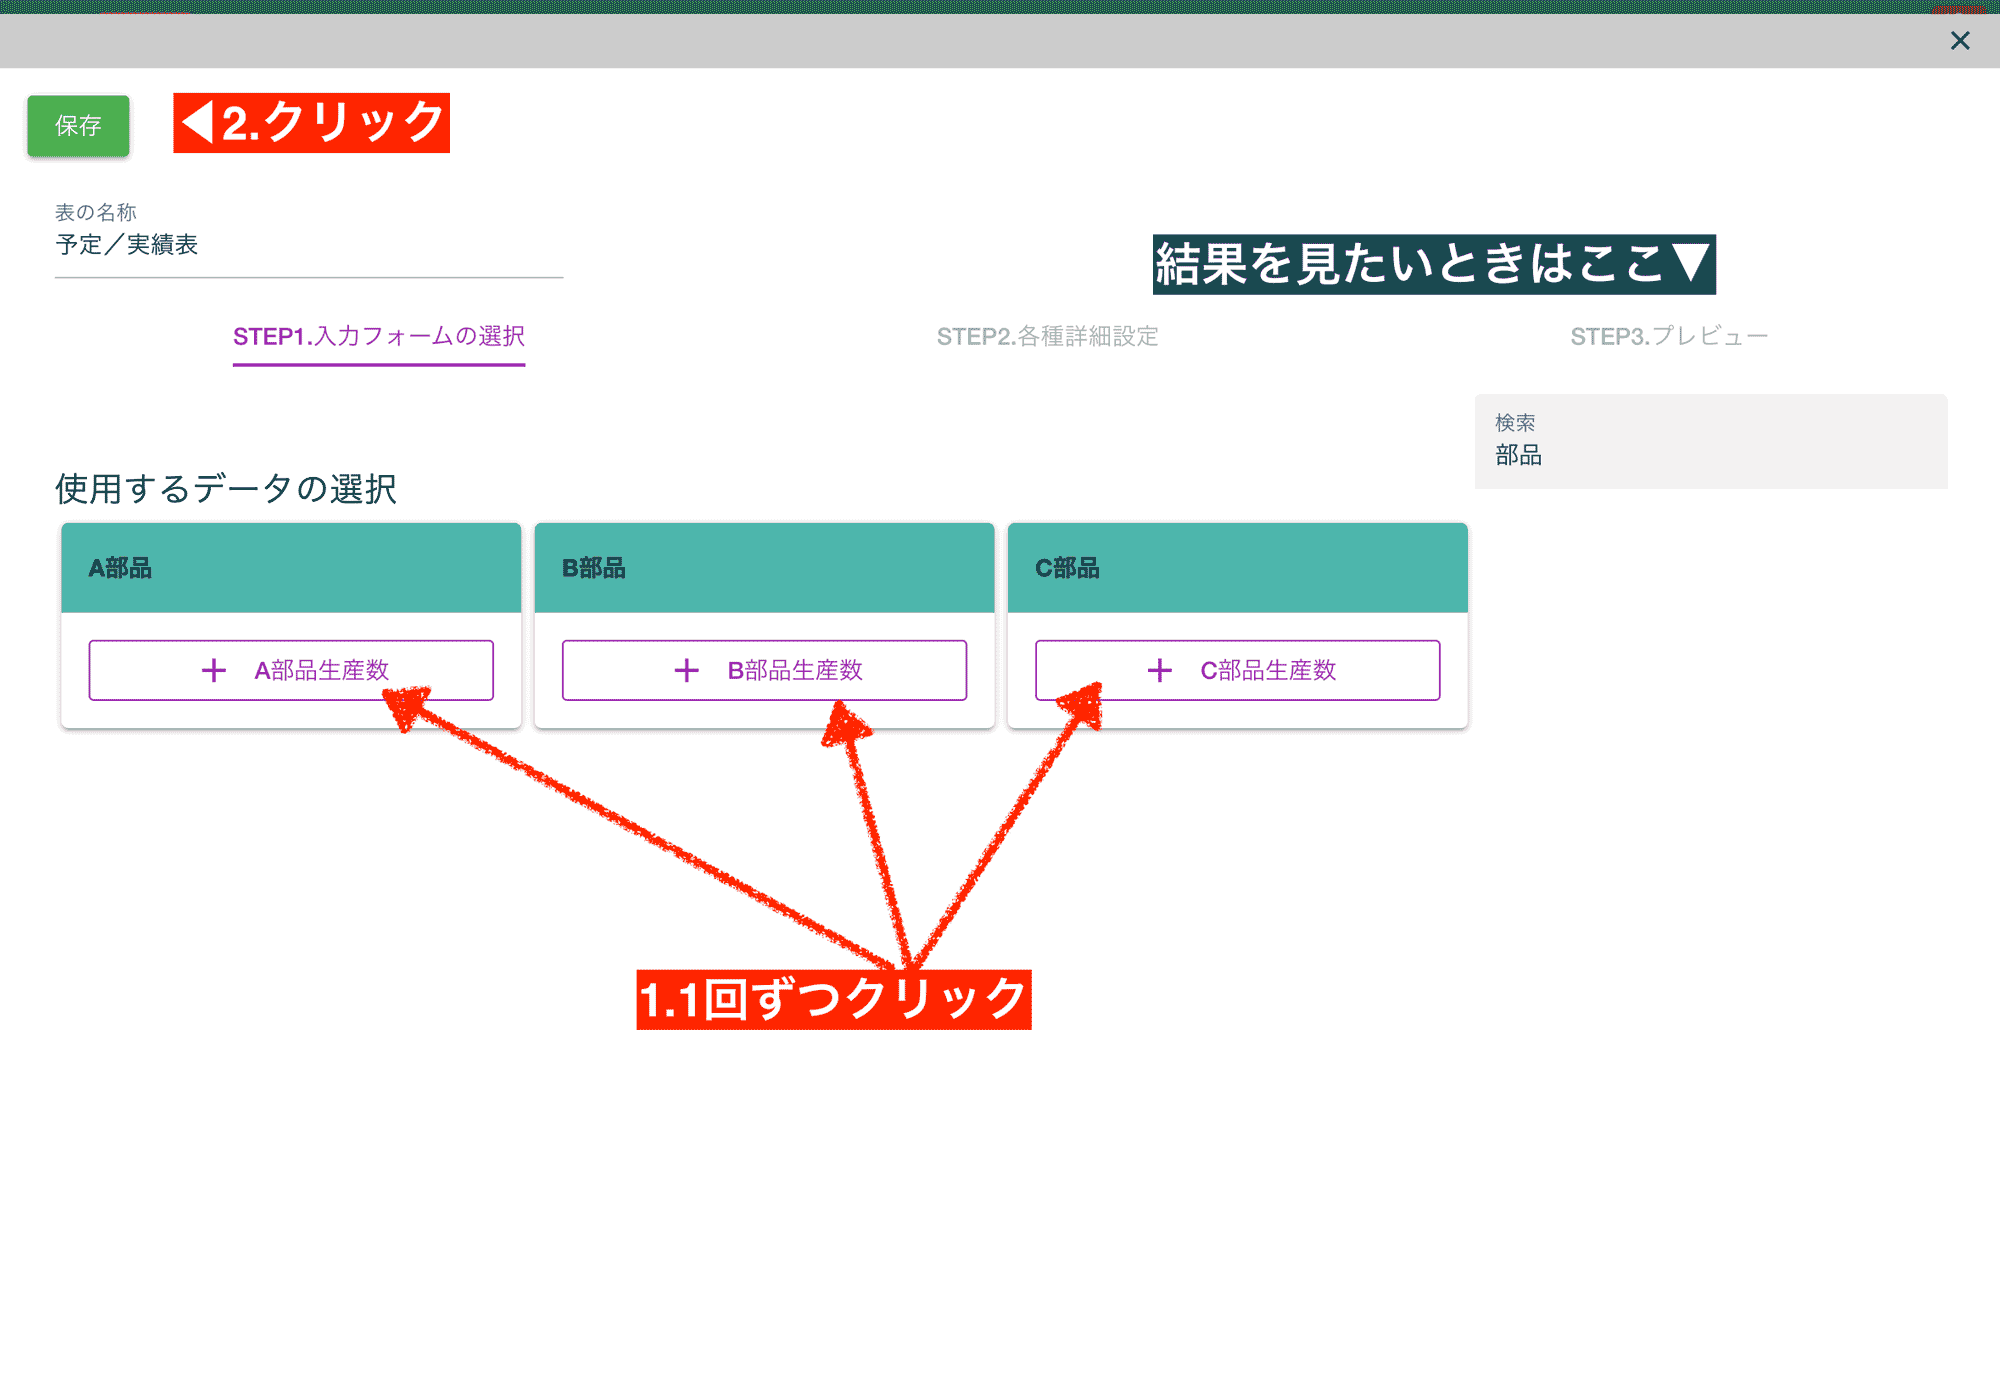 保存
◀2.クリック
表の名称
予定／実績表
結果を見たいときはここ▼
STEP1.入力フォームの選択
STEP2.各種詳細設定
STEP3.プレビュー
検索
部品
使用するデータの選択
A部品
B部品
C部品
+ A部品生産数
+ B部品生産数
+ C部品生産数
1.1回ずつクリック